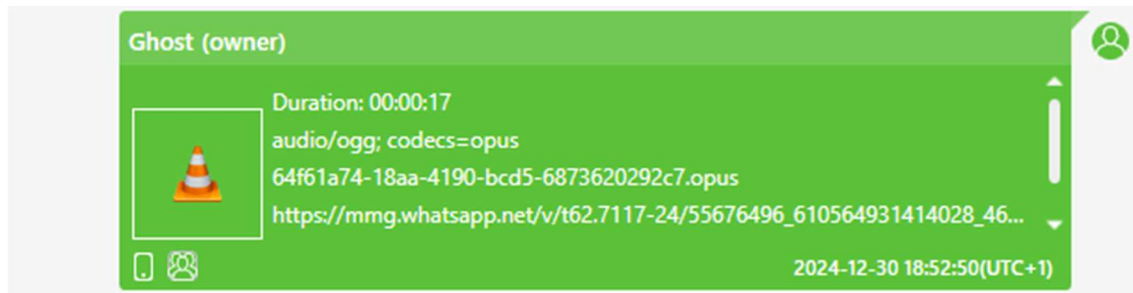 Ghost (owner)
Duration: 00:00:17
audio/ogg; codecs=opus
64f61a74-18aa-4190-bcd5-6873620292c7.opus
https://mmg.whatsapp.net/v/t62.7117-24/55676496_610564931414028_46...
2024-12-30 18:52:50(UTC+1)